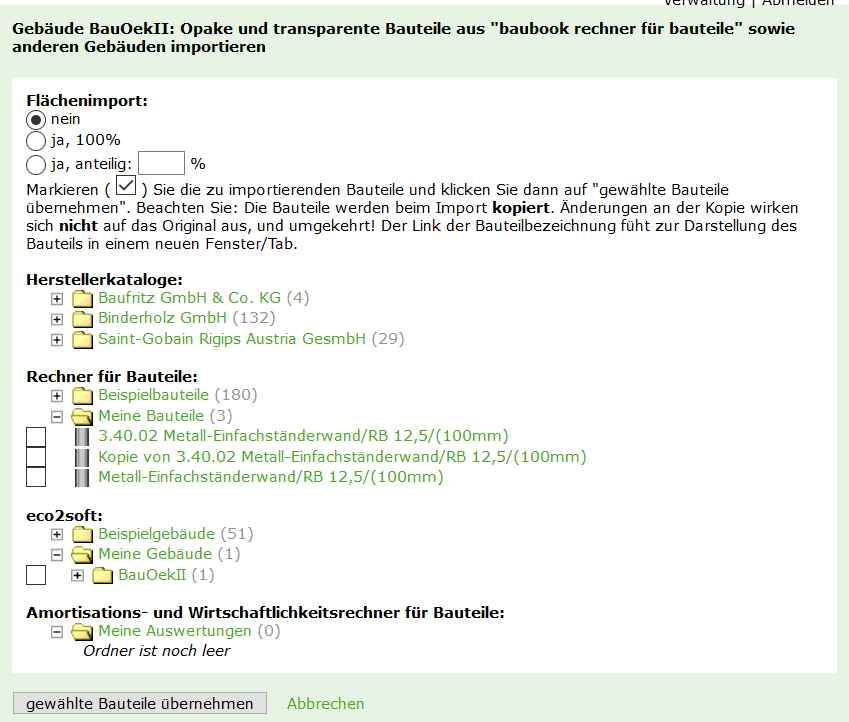 Verwaltung | Abmelden
Gebäude BauOekII: Opake und transparente Bauteile aus "baubook rechner für bauteile" sowie
anderen Gebäuden importieren
Flächenimport:
nein
ja, 100%
ja, anteilig: %
Markieren ( ) Sie die zu importierenden Bauteile und klicken Sie dann auf "gewählte Bauteile
übernehmen". Beachten Sie: Die Bauteile werden beim Import kopiert. Änderungen an der Kopie wirken
sich nicht auf das Original aus, und umgekehrt! Der Link der Bauteilbezeichnung füht zur Darstellung des
Bauteils in einem neuen Fenster/Tab.
Herstellerkataloge:
Baufritz GmbH & Co. KG (4)
Binderholz GmbH (132)
Saint-Gobain Rigips Austria GesmbH (29)
Rechner für Bauteile:
Beispielbauteile (180)
Meine Bauteile (3)
3.40.02 Metall-Einfachständerwand/RB 12,5/(100mm)
Kopie von 3.40.02 Metall-Einfachständerwand/RB 12,5/(100mm)
Metall-Einfachständerwand/RB 12,5/(100mm)
eco2soft:
Beispielgebäude (51)
Meine Gebäude (1)
BauOekII (1)
Amortisations- und Wirtschaftlichkeitsrechner für Bauteile:
Meine Auswertungen (0)
Ordner ist noch leer
gewählte Bauteile übernehmen Abbrechen